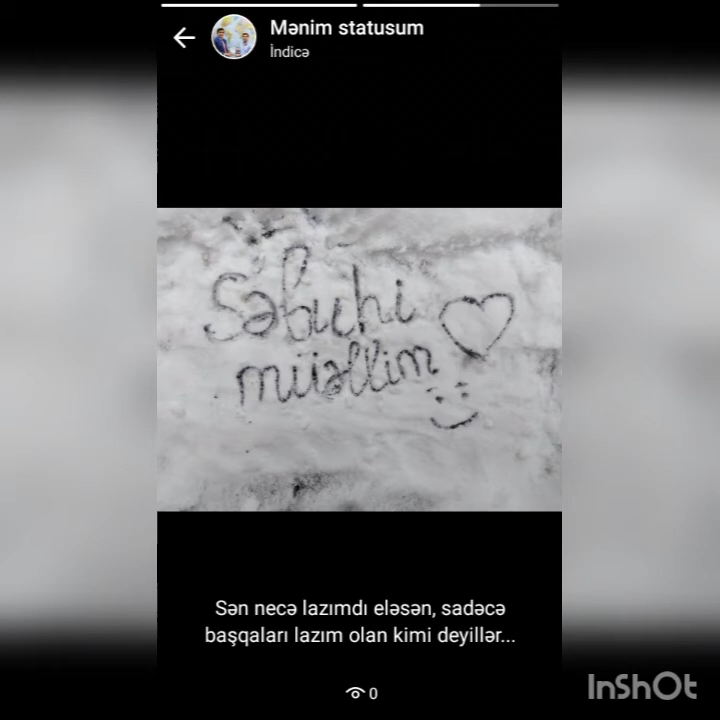 Mənim statusum
İndicə
Səbuhi
müəllim
Sən necə lazımdı eləsən, sadəcə
başqaları lazım olan kimi deyillər...
0
InShOt